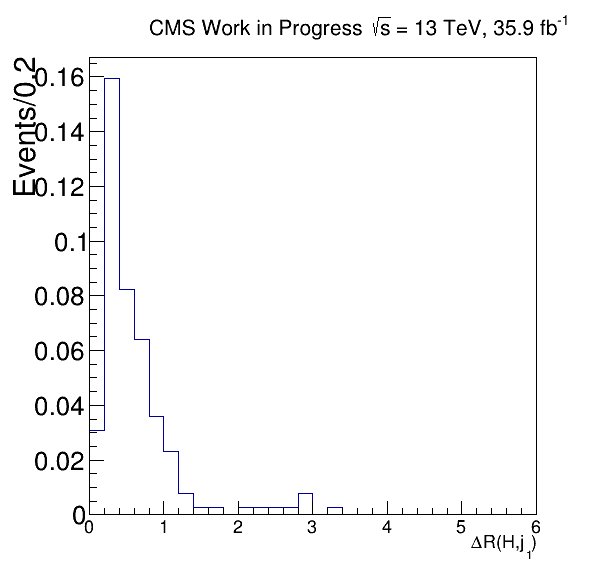 CMS Work in Progress √s = 13 TeV, 35.9 fb⁻¹
Events/0.2
0.16
0.14
0.12
0.1
0.08
0.06
0.04
0.02
0
0 1 2 3 4 5 6
ΔR(H,j₁)